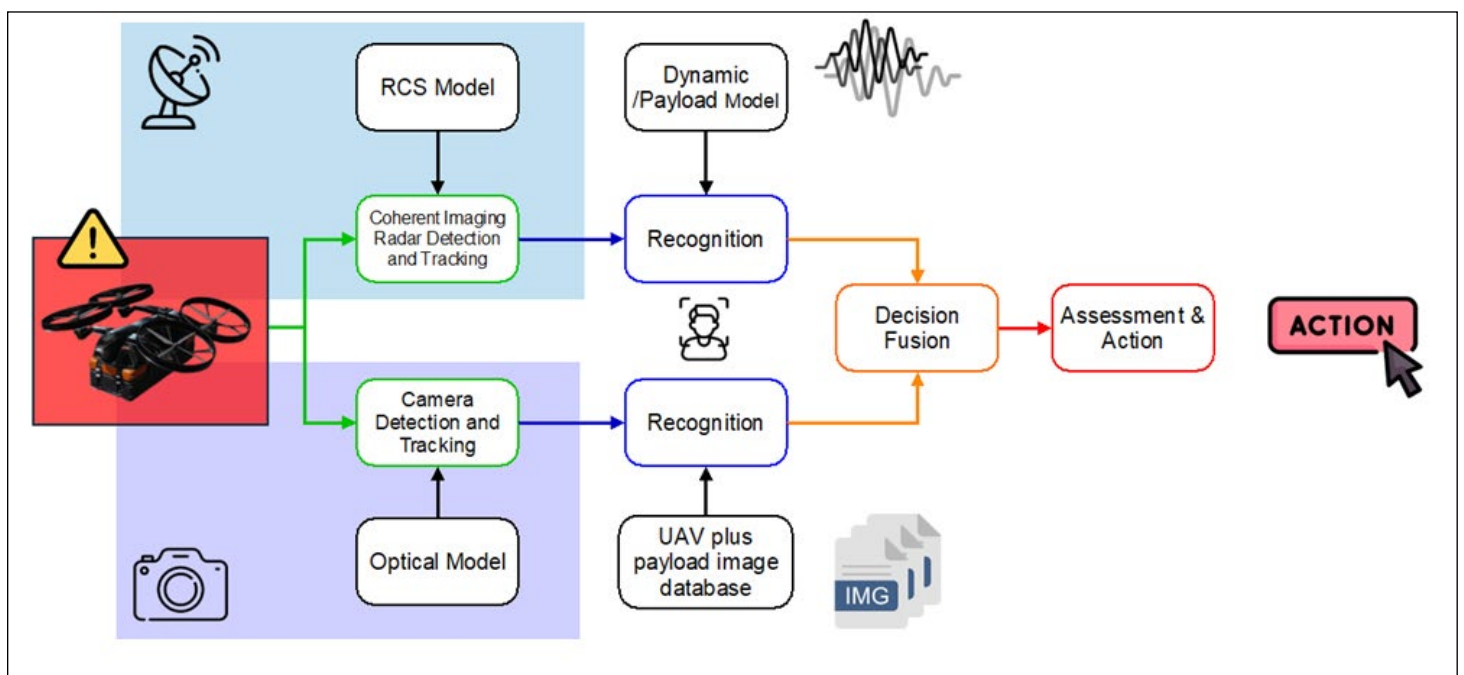 RCS Model
Dynamic
/Payload Model
Coherent Imaging
Radar Detection
and Tracking
Recognition
Decision
Fusion
Assessment &
Action
ACTION
Camera
Detection and
Tracking
Recognition
Optical Model
UAV plus
payload image
database
IMG